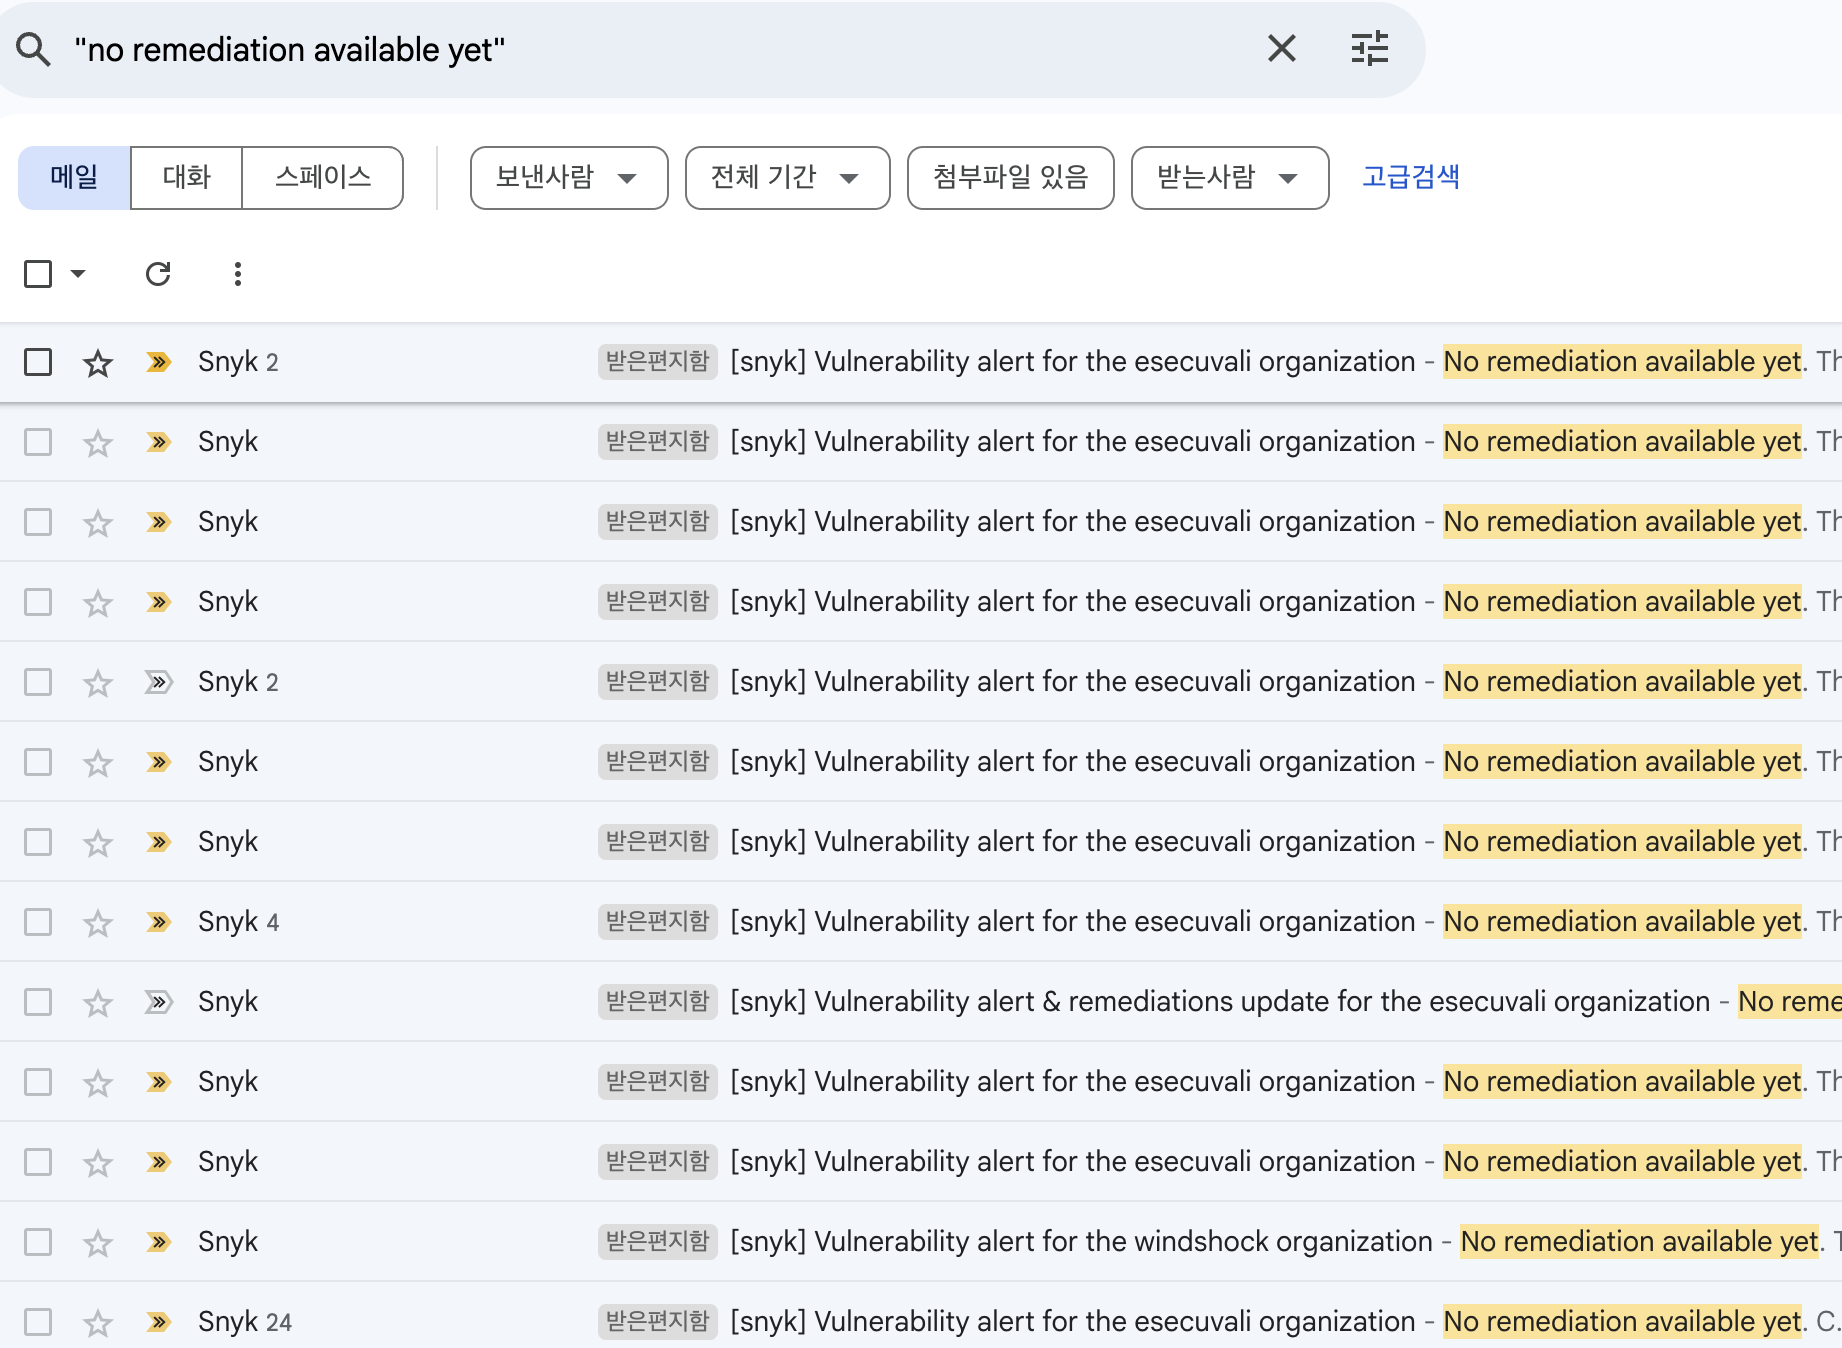 "no remediation available yet"
메일 대화 스페이스 보낸사람 전체 기간 첨부파일 있음 받는사람 고급검색
Snyk 2 받은편지함 [snyk] Vulnerability alert for the esecuvali organization - No remediation available yet. Th
Snyk 받은편지함 [snyk] Vulnerability alert for the esecuvali organization - No remediation available yet. Th
Snyk 받은편지함 [snyk] Vulnerability alert for the esecuvali organization - No remediation available yet. Th
Snyk 받은편지함 [snyk] Vulnerability alert for the esecuvali organization - No remediation available yet. Th
Snyk 2 받은편지함 [snyk] Vulnerability alert for the esecuvali organization - No remediation available yet. Th
Snyk 받은편지함 [snyk] Vulnerability alert for the esecuvali organization - No remediation available yet. Th
Snyk 받은편지함 [snyk] Vulnerability alert for the esecuvali organization - No remediation available yet. Th
Snyk 4 받은편지함 [snyk] Vulnerability alert for the esecuvali organization - No remediation available yet. Th
Snyk 받은편지함 [snyk] Vulnerability alert & remediations update for the esecuvali organization - No reme
Snyk 받은편지함 [snyk] Vulnerability alert for the esecuvali organization - No remediation available yet. Th
Snyk 받은편지함 [snyk] Vulnerability alert for the esecuvali organization - No remediation available yet. Th
Snyk 받은편지함 [snyk] Vulnerability alert for the windshock organization - No remediation available yet. T
Snyk 24 받은편지함 [snyk] Vulnerability alert for the esecuvali organization - No remediation available yet. C.